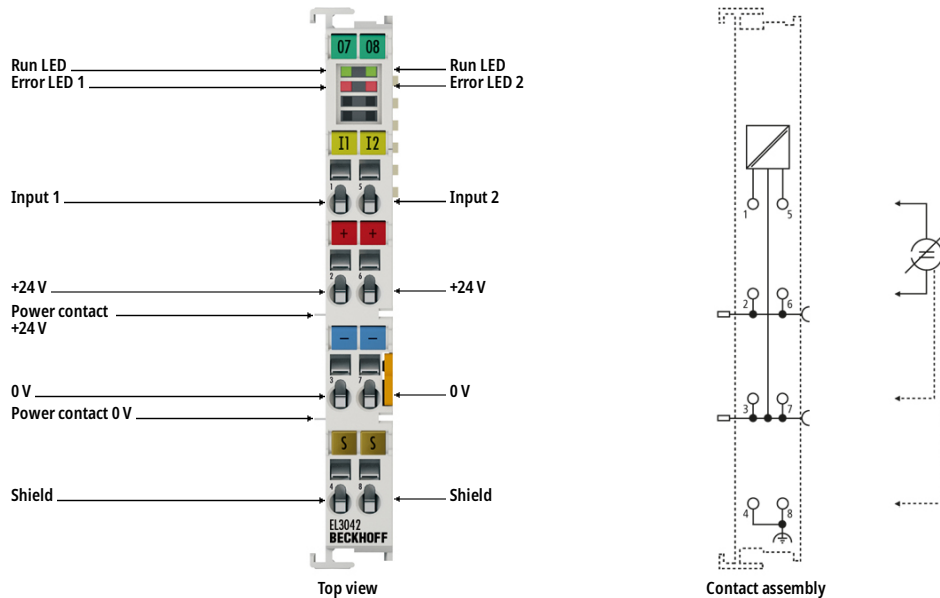 07 08
Run LED
Error LED 1
Run LED
Error LED 2
I1 I2
1 5
Input 1
Input 2
+ +
2 6
+24 V
+24 V
Power contact
+24 V
− −
3 7
0 V
0 V
Power contact 0 V
S S
4 8
Shield
Shield
EL3042
BECKHOFF
Top view
1 5
2 6
3 7
4 8
Contact assembly